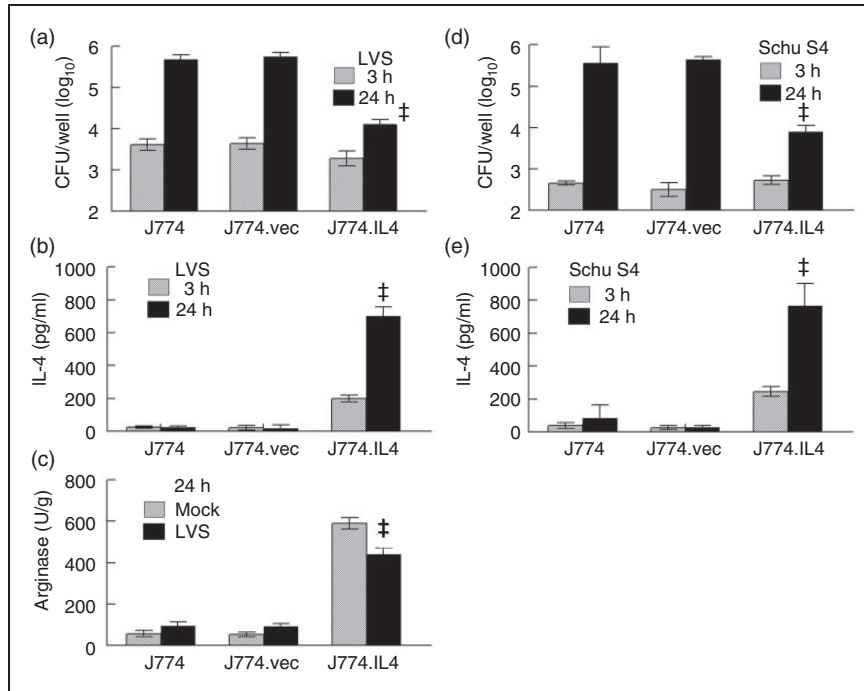 (a)
CFU/well (log10)
6
5
4
3
2
LVS
3 h
24 h
‡
J774
J774.vec
J774.IL4
(d)
CFU/well (log10)
6
5
4
3
2
Schu S4
3 h
24 h
‡
J774
J774.vec
J774.IL4
(b)
IL-4 (pg/ml)
1000
800
600
400
200
0
LVS
3 h
24 h
‡
J774
J774.vec
J774.IL4
(e)
IL-4 (pg/ml)
1000
800
600
400
200
0
Schu S4
3 h
24 h
‡
J774
J774.vec
J774.IL4
(c)
Arginase (U/g)
800
600
400
200
0
24 h
Mock
LVS
‡
J774
J774.vec
J774.IL4